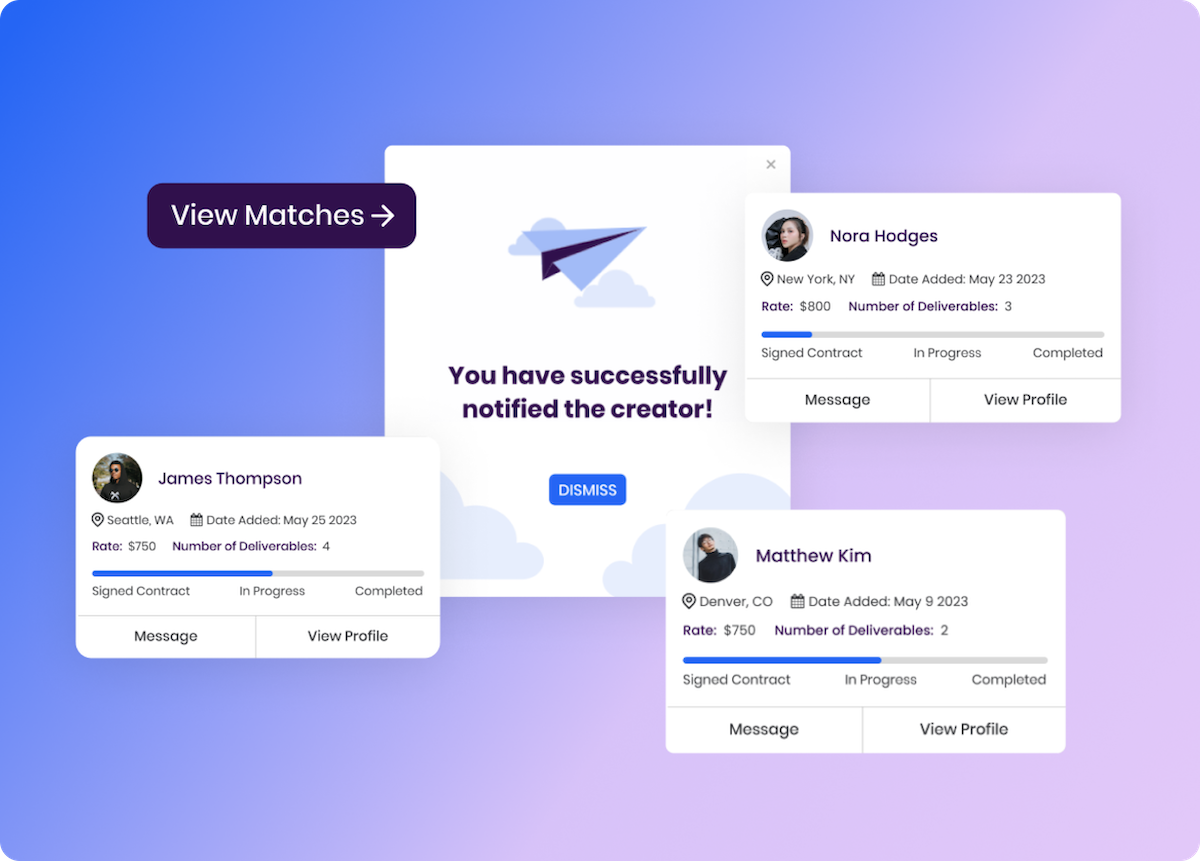 View Matches
×
You have successfully
notified the creator!
DISMISS
Nora Hodges
New York, NY Date Added: May 23 2023
Rate: $800 Number of Deliverables: 3
Signed Contract In Progress Completed
Message View Profile
James Thompson
Seattle, WA Date Added: May 25 2023
Rate: $750 Number of Deliverables: 4
Signed Contract In Progress Completed
Message View Profile
Matthew Kim
Denver, CO Date Added: May 9 2023
Rate: $750 Number of Deliverables: 2
Signed Contract In Progress Completed
Message View Profile